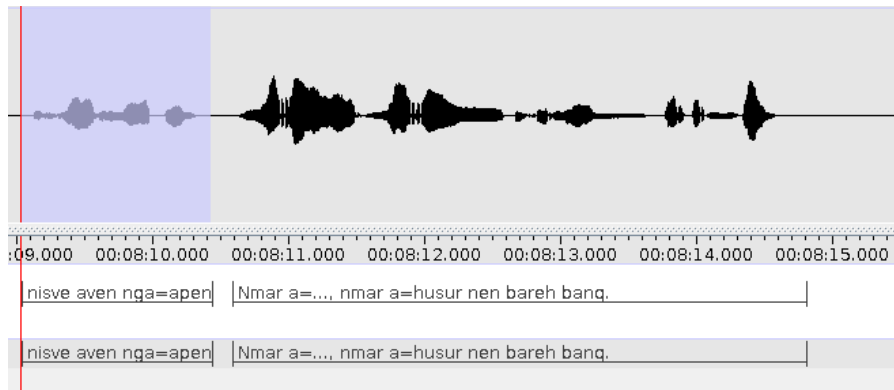 :09.000 00:08:10.000 00:08:11.000 00:08:12.000 00:08:13.000 00:08:14.000 00:08:15.000
nisve aven nga=apen Nmar a=..., nmar a=husur nen bareh banq.
nisve aven nga=apen Nmar a=..., nmar a=husur nen bareh banq.